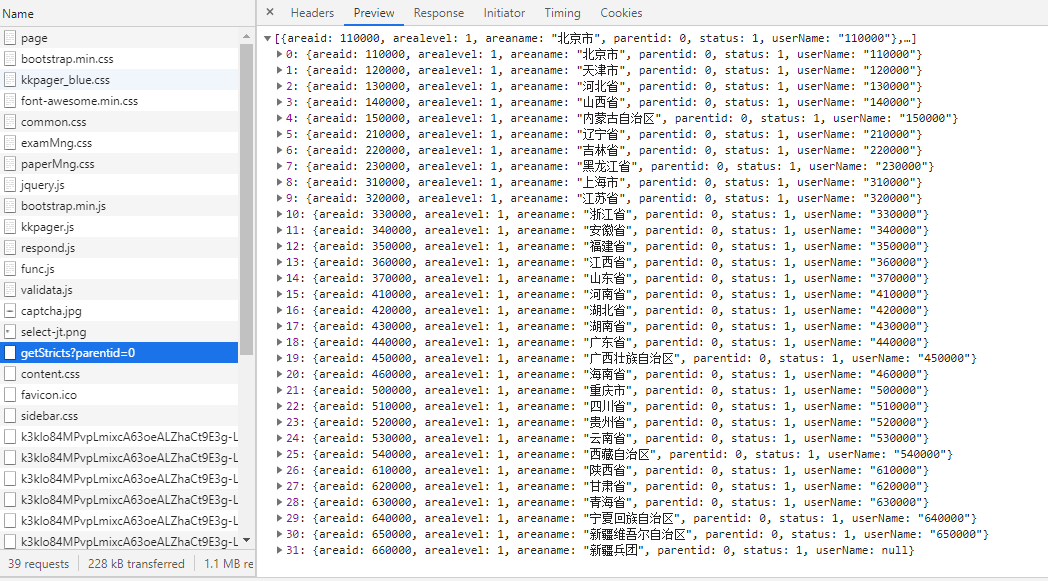 Name
page
bootstrap.min.css
kkpager_blue.css
font-awesome.min.css
common.css
examMng.css
paperMng.css
jquery.js
bootstrap.min.js
kkpager.js
respond.js
func.js
validata.js
captcha.jpg
select-jt.png
getStricts?parentid=0
content.css
favicon.ico
sidebar.css
k3kIo84MPvpLmixcA63oeALZhaCt9E3g-L
k3kIo84MPvpLmixcA63oeALZhaCt9E3g-L
k3kIo84MPvpLmixcA63oeALZhaCt9E3g-L
k3kIo84MPvpLmixcA63oeALZhaCt9E3g-L
k3kIo84MPvpLmixcA63oeALZhaCt9E3g-L
k3kIo84MPvpLmixcA63oeALZhaCt9E3g-L
39 requests 228 kB transferred 1.1 MB re
× Headers Preview Response Initiator Timing Cookies
[{areaid: 110000, arealevel: 1, areaname: "北京市", parentid: 0, status: 1, userName: "110000"},…]
0: {areaid: 110000, arealevel: 1, areaname: "北京市", parentid: 0, status: 1, userName: "110000"}
1: {areaid: 120000, arealevel: 1, areaname: "天津市", parentid: 0, status: 1, userName: "120000"}
2: {areaid: 130000, arealevel: 1, areaname: "河北省", parentid: 0, status: 1, userName: "130000"}
3: {areaid: 140000, arealevel: 1, areaname: "山西省", parentid: 0, status: 1, userName: "140000"}
4: {areaid: 150000, arealevel: 1, areaname: "内蒙古自治区", parentid: 0, status: 1, userName: "150000"}
5: {areaid: 210000, arealevel: 1, areaname: "辽宁省", parentid: 0, status: 1, userName: "210000"}
6: {areaid: 220000, arealevel: 1, areaname: "吉林省", parentid: 0, status: 1, userName: "220000"}
7: {areaid: 230000, arealevel: 1, areaname: "黑龙江省", parentid: 0, status: 1, userName: "230000"}
8: {areaid: 310000, arealevel: 1, areaname: "上海市", parentid: 0, status: 1, userName: "310000"}
9: {areaid: 320000, arealevel: 1, areaname: "江苏省", parentid: 0, status: 1, userName: "320000"}
10: {areaid: 330000, arealevel: 1, areaname: "浙江省", parentid: 0, status: 1, userName: "330000"}
11: {areaid: 340000, arealevel: 1, areaname: "安徽省", parentid: 0, status: 1, userName: "340000"}
12: {areaid: 350000, arealevel: 1, areaname: "福建省", parentid: 0, status: 1, userName: "350000"}
13: {areaid: 360000, arealevel: 1, areaname: "江西省", parentid: 0, status: 1, userName: "360000"}
14: {areaid: 370000, arealevel: 1, areaname: "山东省", parentid: 0, status: 1, userName: "370000"}
15: {areaid: 410000, arealevel: 1, areaname: "河南省", parentid: 0, status: 1, userName: "410000"}
16: {areaid: 420000, arealevel: 1, areaname: "湖北省", parentid: 0, status: 1, userName: "420000"}
17: {areaid: 430000, arealevel: 1, areaname: "湖南省", parentid: 0, status: 1, userName: "430000"}
18: {areaid: 440000, arealevel: 1, areaname: "广东省", parentid: 0, status: 1, userName: "440000"}
19: {areaid: 450000, arealevel: 1, areaname: "广西壮族自治区", parentid: 0, status: 1, userName: "450000"}
20: {areaid: 460000, arealevel: 1, areaname: "海南省", parentid: 0, status: 1, userName: "460000"}
21: {areaid: 500000, arealevel: 1, areaname: "重庆市", parentid: 0, status: 1, userName: "500000"}
22: {areaid: 510000, arealevel: 1, areaname: "四川省", parentid: 0, status: 1, userName: "510000"}
23: {areaid: 520000, arealevel: 1, areaname: "贵州省", parentid: 0, status: 1, userName: "520000"}
24: {areaid: 530000, arealevel: 1, areaname: "云南省", parentid: 0, status: 1, userName: "530000"}
25: {areaid: 540000, arealevel: 1, areaname: "西藏自治区", parentid: 0, status: 1, userName: "540000"}
26: {areaid: 610000, arealevel: 1, areaname: "陕西省", parentid: 0, status: 1, userName: "610000"}
27: {areaid: 620000, arealevel: 1, areaname: "甘肃省", parentid: 0, status: 1, userName: "620000"}
28: {areaid: 630000, arealevel: 1, areaname: "青海省", parentid: 0, status: 1, userName: "630000"}
29: {areaid: 640000, arealevel: 1, areaname: "宁夏回族自治区", parentid: 0, status: 1, userName: "640000"}
30: {areaid: 650000, arealevel: 1, areaname: "新疆维吾尔自治区", parentid: 0, status: 1, userName: "650000"}
31: {areaid: 660000, arealevel: 1, areaname: "新疆兵团", parentid: 0, status: 1, userName: null}